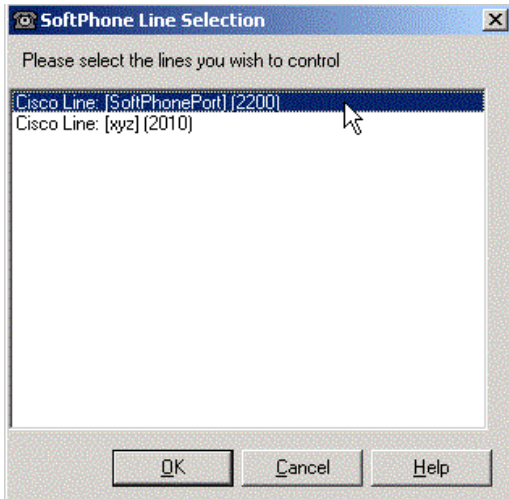 SoftPhone Line Selection
Please select the lines you wish to control
Cisco Line: [SoftPhonePort] (2200)
Cisco Line: [xyz] (2010)
OK Cancel Help